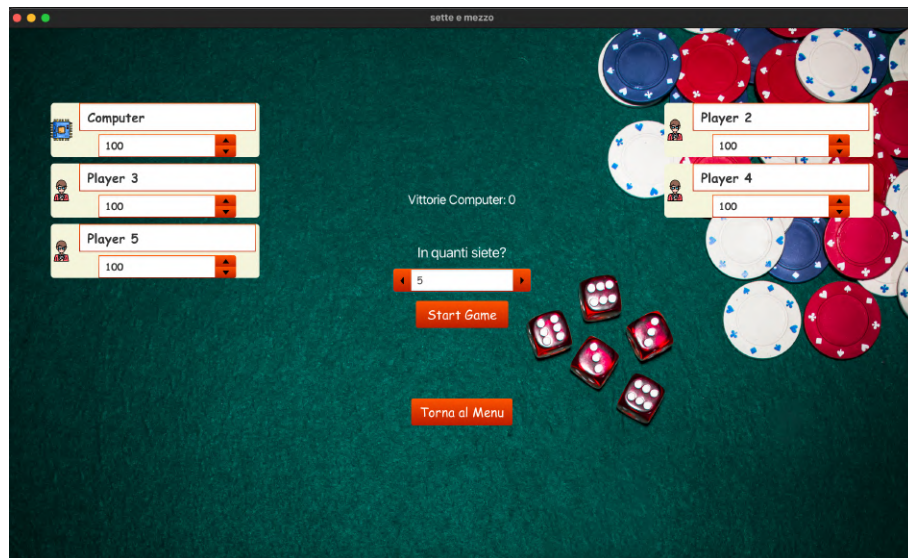 sette e mezzo
Computer
100
Player 3
100
Player 5
100
Player 2
100
Player 4
100
Vittorie Computer: 0
In quanti siete?
5
Start Game
Torna al Menu